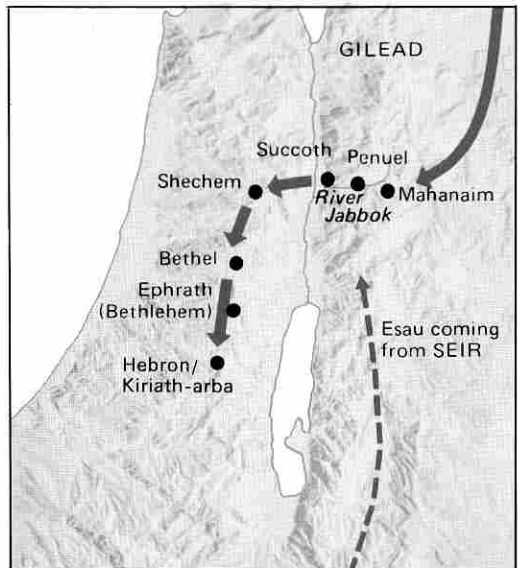 GILEAD
Succoth
Penuel
Shechem
River
Jabbok
Mahanaim
Bethel
Ephrath
(Bethlehem)
Esau coming
from SEIR
Hebron/
Kiriath-arba